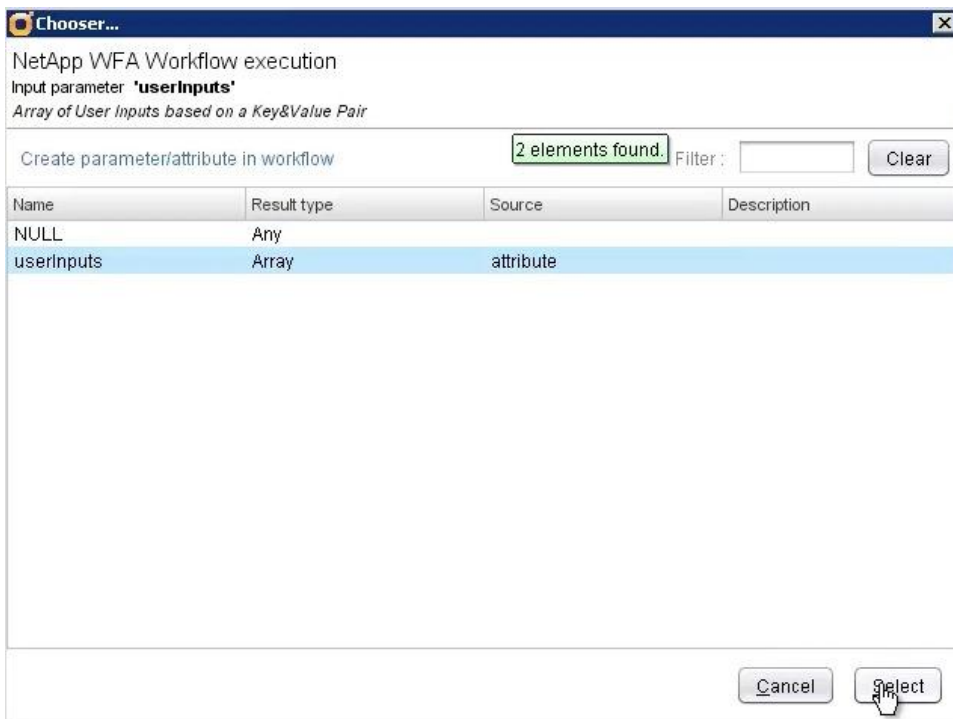 Chooser...
NetApp WFA Workflow execution
Input parameter 'userInputs'
Array of User Inputs based on a Key&Value Pair
Create parameter/attribute in workflow 2 elements found. Filter : Clear
Name Result type Source Description
NULL Any
userInputs Array attribute
Cancel Select